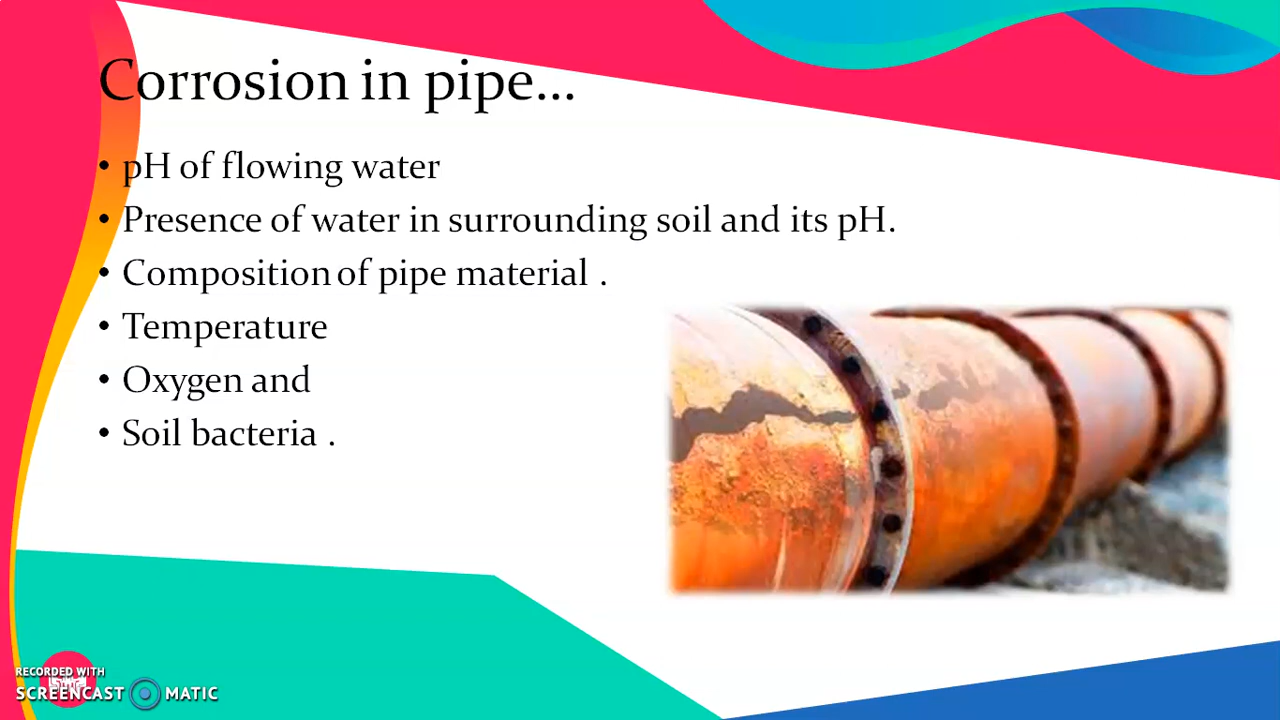 Corrosion in pipe...
• pH of flowing water
• Presence of water in surrounding soil and its pH.
• Composition of pipe material .
• Temperature
• Oxygen and
• Soil bacteria .
RECORDED WITH
SCREENCAST MATIC